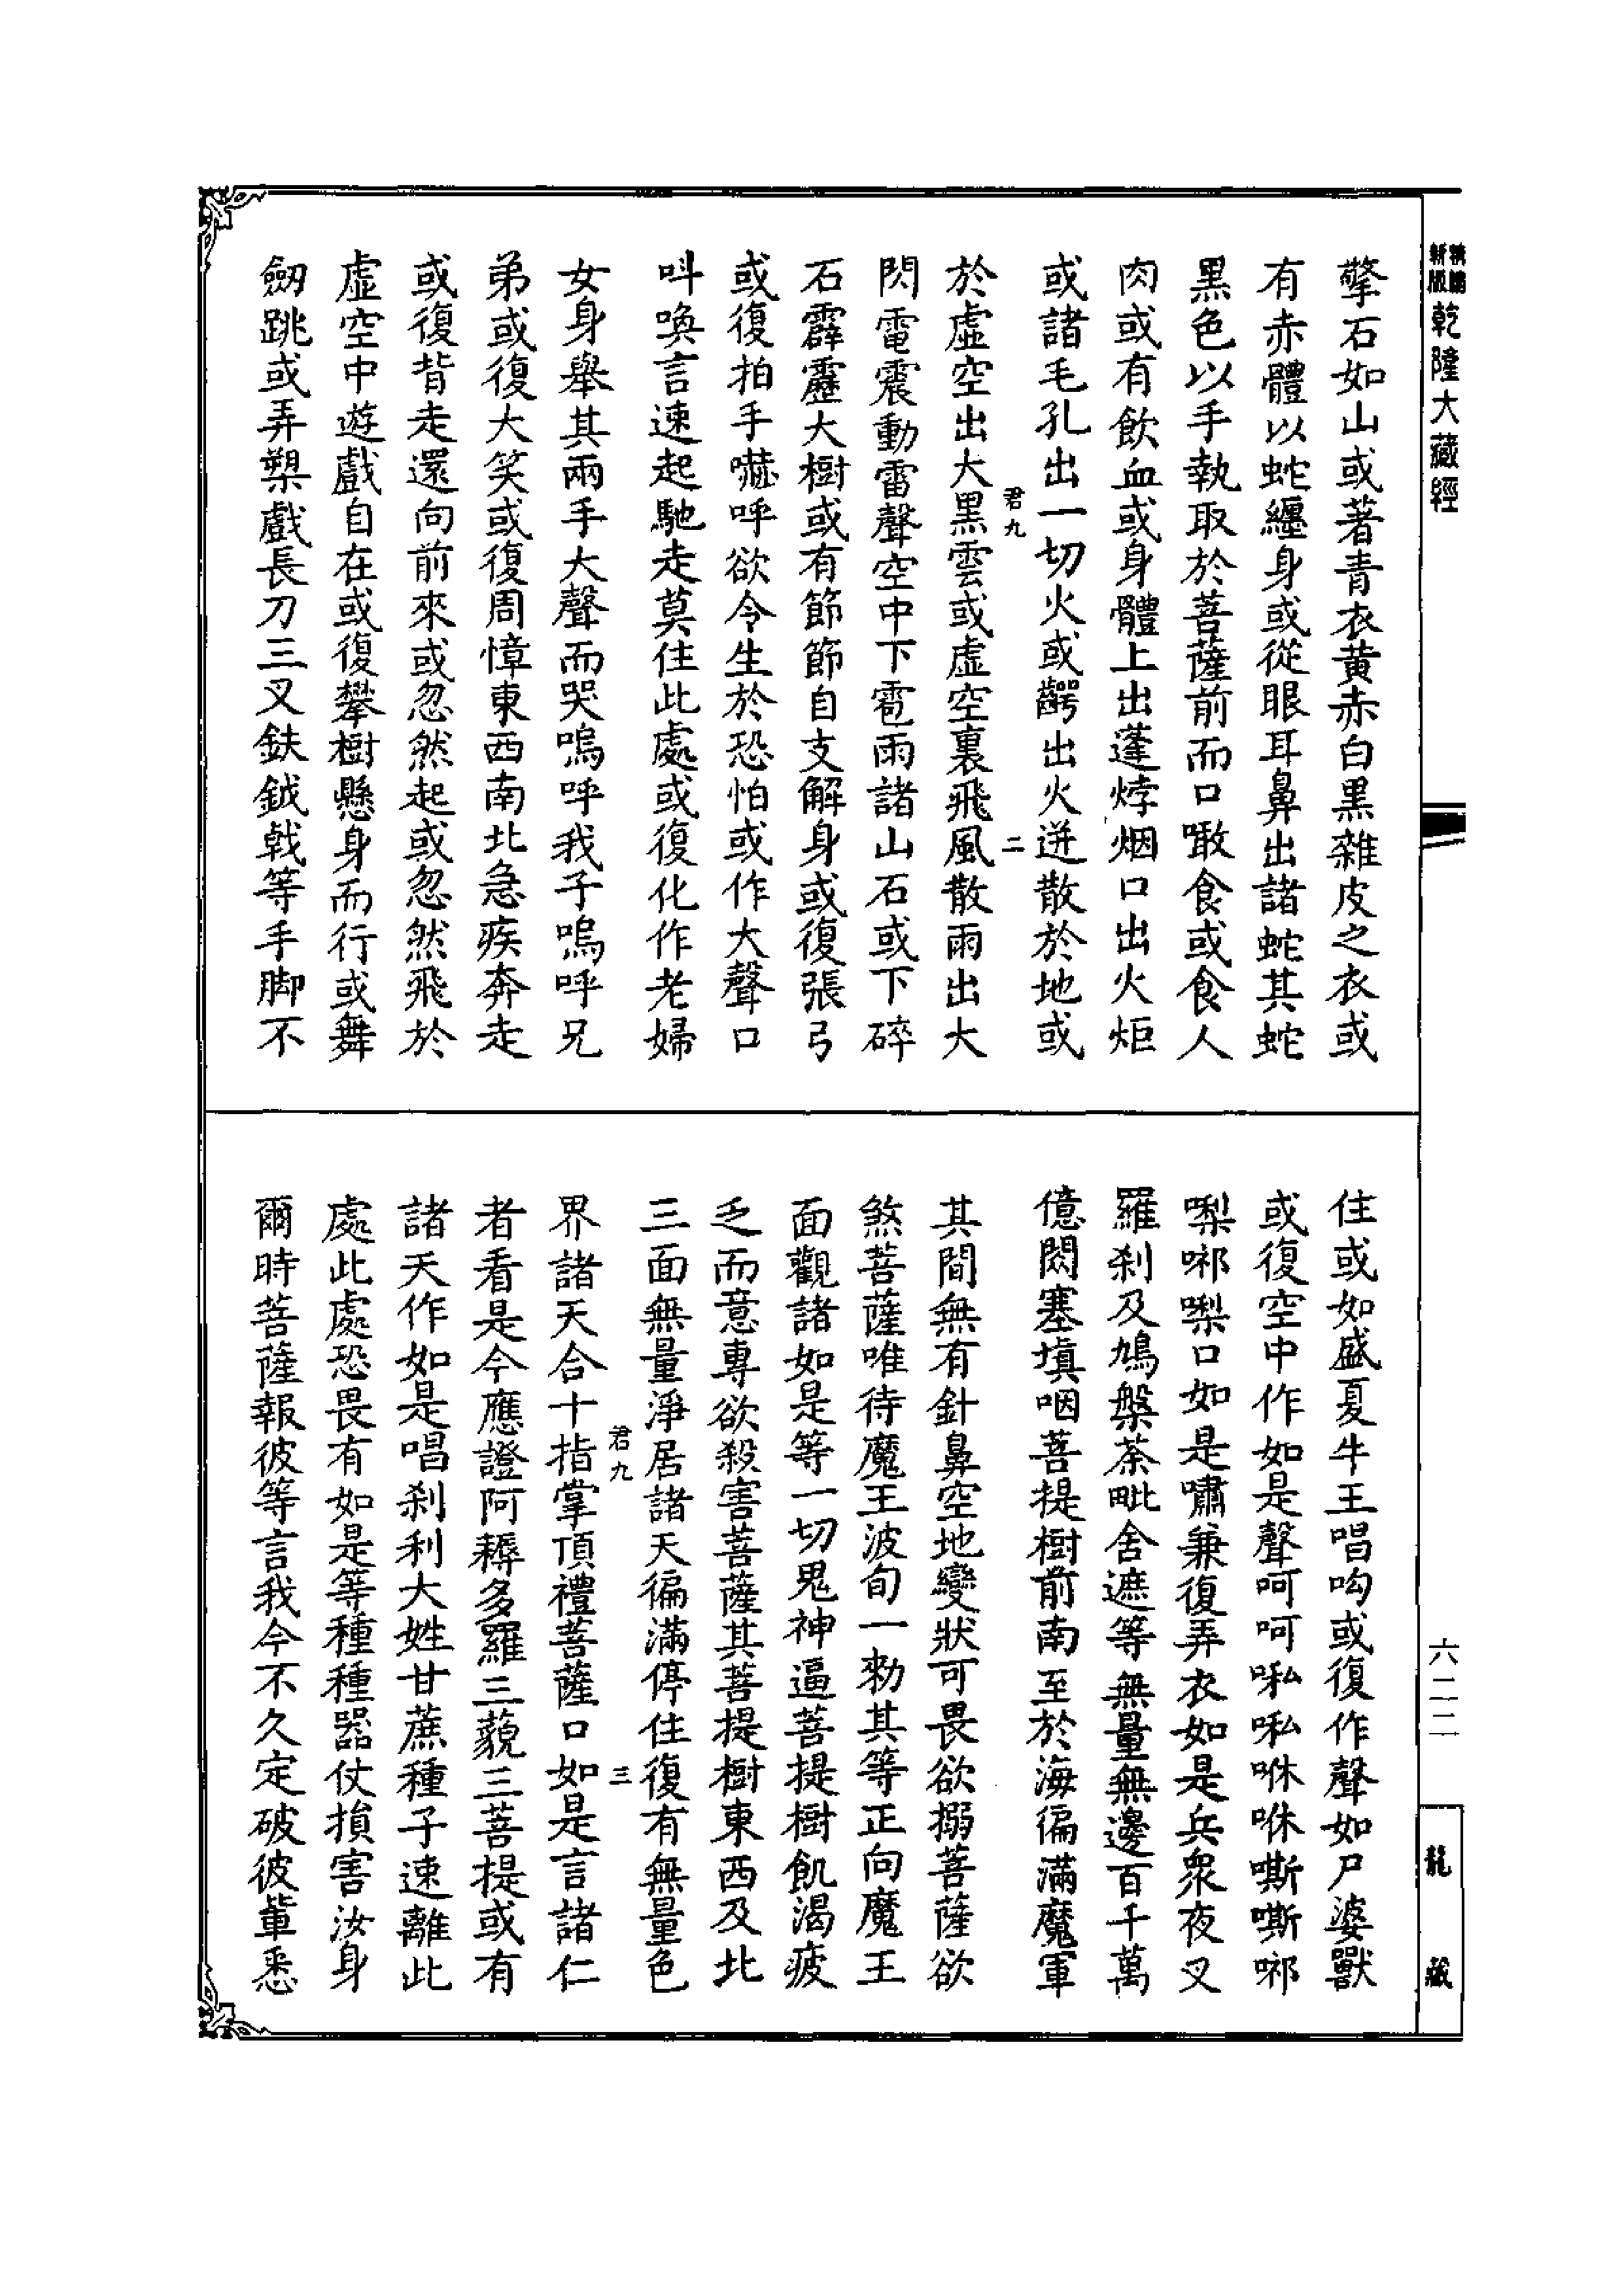 新版
乾隆大藏經
擎石如山或著青衣黃赤白黑雜皮之衣或
有赤體以蛇纏身或從眼耳鼻出諸蛇其蛇
黑色以手執取於菩薩前而口噉食或食人
肉或有飲血或身體上出蓬㶿烟口出火炬
或諸毛孔出一切火或齶出火迸散於地或
君九
二
於虛空出大黑雲或虛空裏飛風散雨出大
閃電震動雷聲空中下雹雨諸山石或下碎
石霹靂大樹或有節節自支解身或復張弓
或復拍手嚇呼欲令生於恐怕或作大聲口
叫喚言速起馳走莫住此處或復化作老婦
女身舉其兩手大聲而哭嗚呼我子嗚呼兄
弟或復大笑或復周慞東西南北急疾奔走
或復背走還向前來或忽然起或忽然飛於
虛空中遊戲自在或復攀樹懸身而行或舞
劒跳或弄槊戲長刀三叉鈇鉞戟等手脚不
住或如盛夏牛王唱吼或復作聲如尸婆獸
或復空中作如是聲呵呵㕧㕧咻咻嘶嘶㖿
㗚㖿㗚口如是嘯兼復弄衣如是兵衆夜叉
羅刹及鳩槃茶毗舍遮等無量無邊百千萬
億閦塞塡咽菩提樹前南至於海徧滿魔軍
其間無有針鼻空地變狀可畏欲搦菩薩欲
煞菩薩唯待魔王波旬一勑其等正向魔王
面觀諸如是等一切鬼神逼菩提樹飢渴疲
乏而意專欲殺害菩薩其菩提樹東西及北
三面無量淨居諸天徧滿停住復有無量色
君九
三
界諸天合十指掌頂禮菩薩口如是言諸仁
者看是今應證阿耨多羅三藐三菩提或有
諸天作如是唱刹利大姓甘蔗種子速離此
處此處恐畏有如是等種種器仗損害汝身
爾時菩薩報彼等言我今不久定破彼軰悉
六二二
龍藏